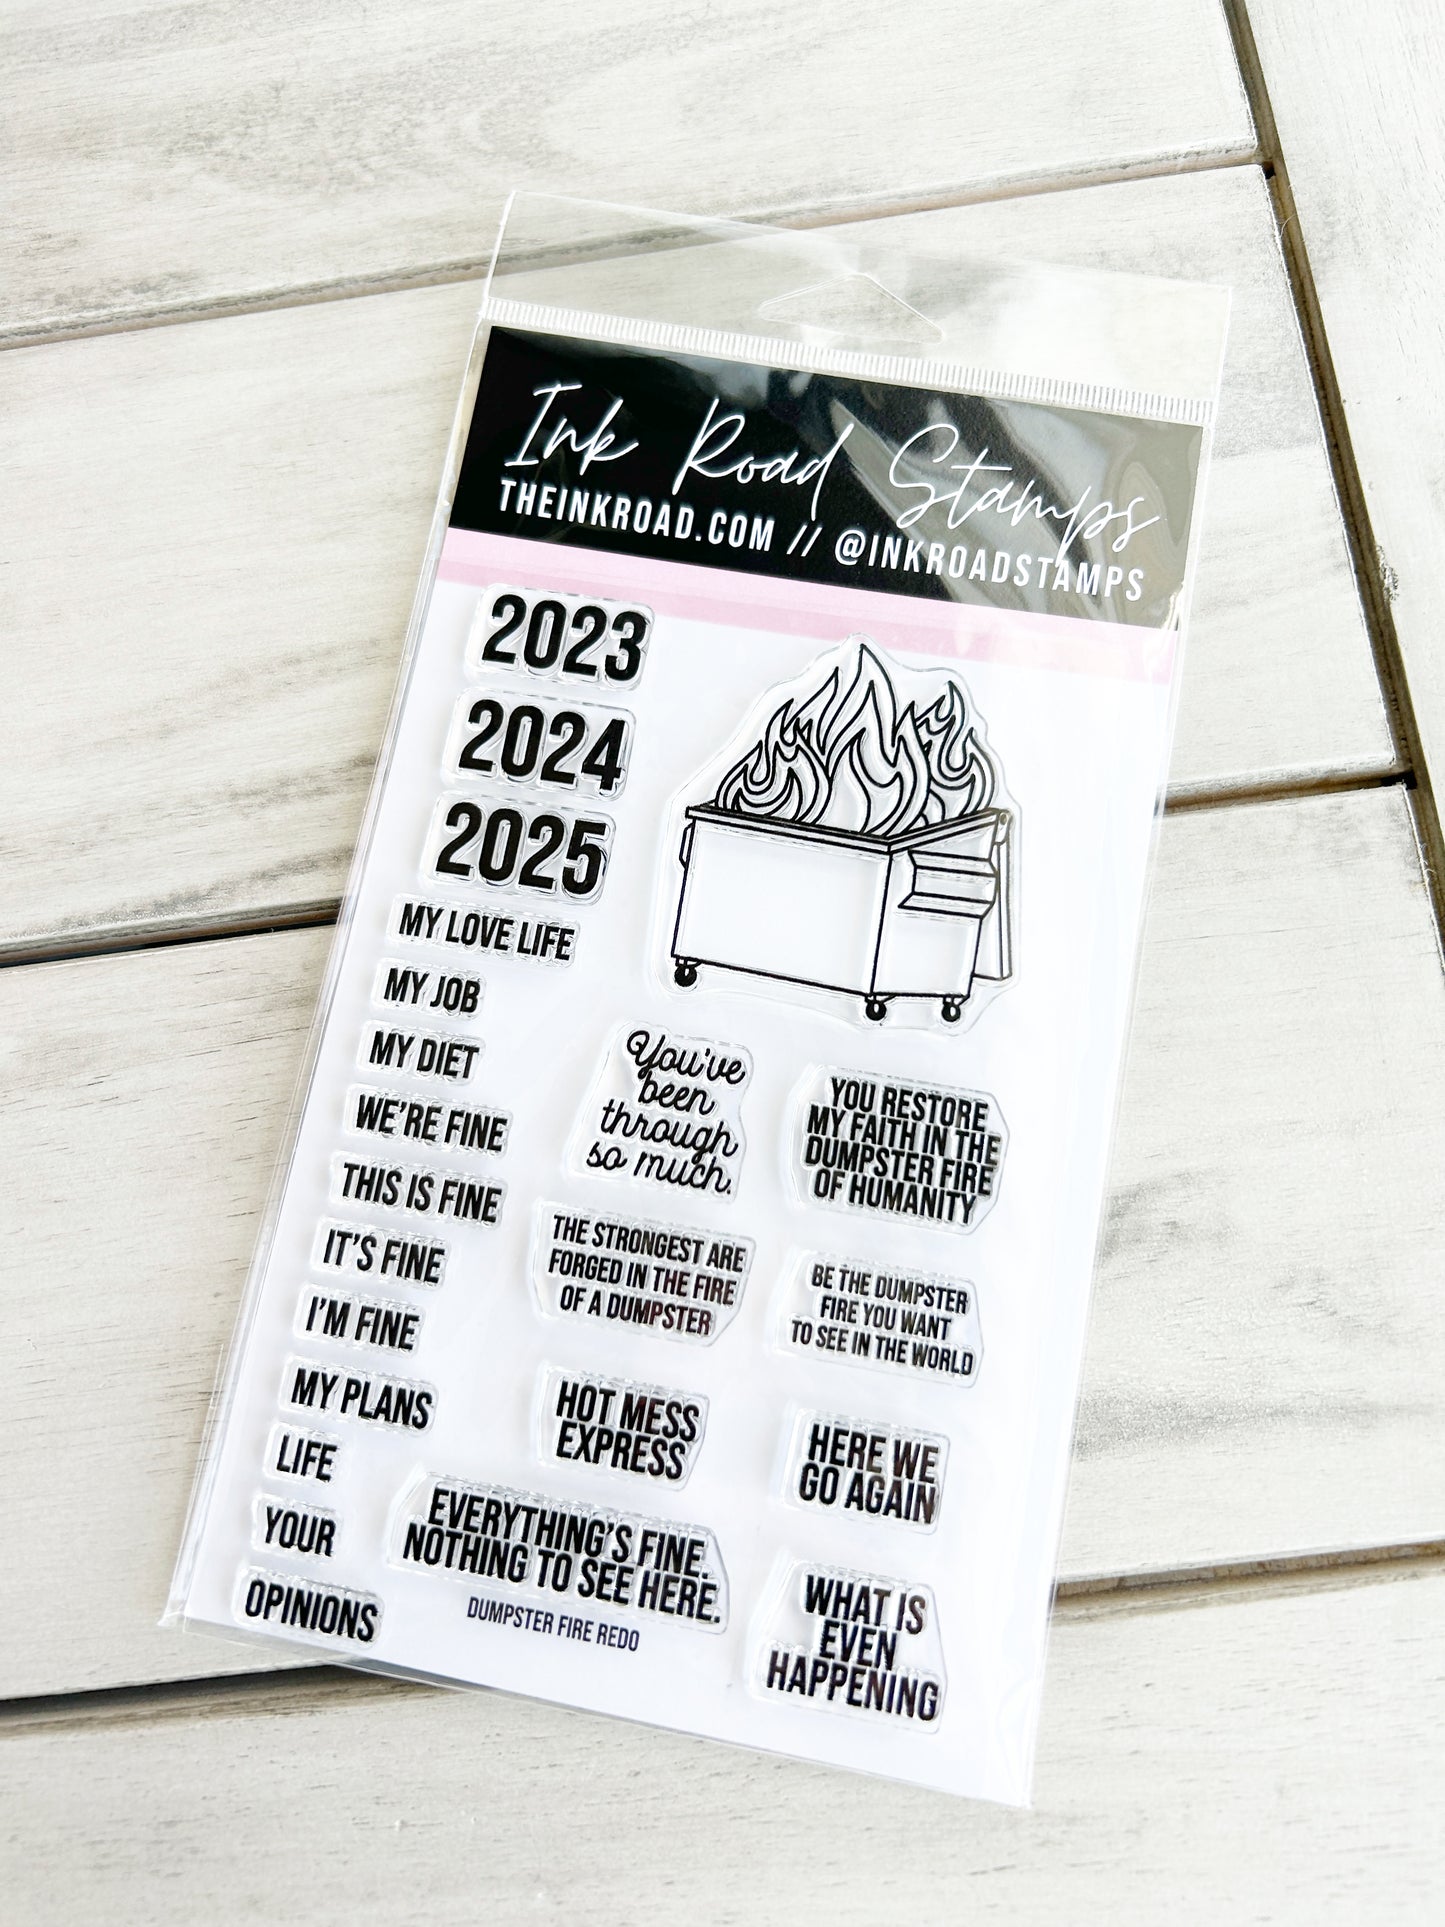 Ink Road Stamps
THEINKROAD.COM // @INKROADSTAMPS
2023
2024
2025
MY LOVE LIFE
MY JOB
MY DIET
WE'RE FINE
THIS IS FINE
IT'S FINE
I'M FINE
MY PLANS
LIFE
YOUR
OPINIONS
You've
been
through
so much.
YOU RESTORE
MY FAITH IN THE
DUMPSTER FIRE
OF HUMANITY
THE STRONGEST ARE
FORGED IN THE FIRE
OF A DUMPSTER
BE THE DUMPSTER
FIRE YOU WANT
TO SEE IN THE WORLD
HOT MESS
EXPRESS
HERE WE
GO AGAIN
EVERYTHING'S FINE.
NOTHING TO SEE HERE.
WHAT IS
EVEN
HAPPENING
DUMPSTER FIRE REDO